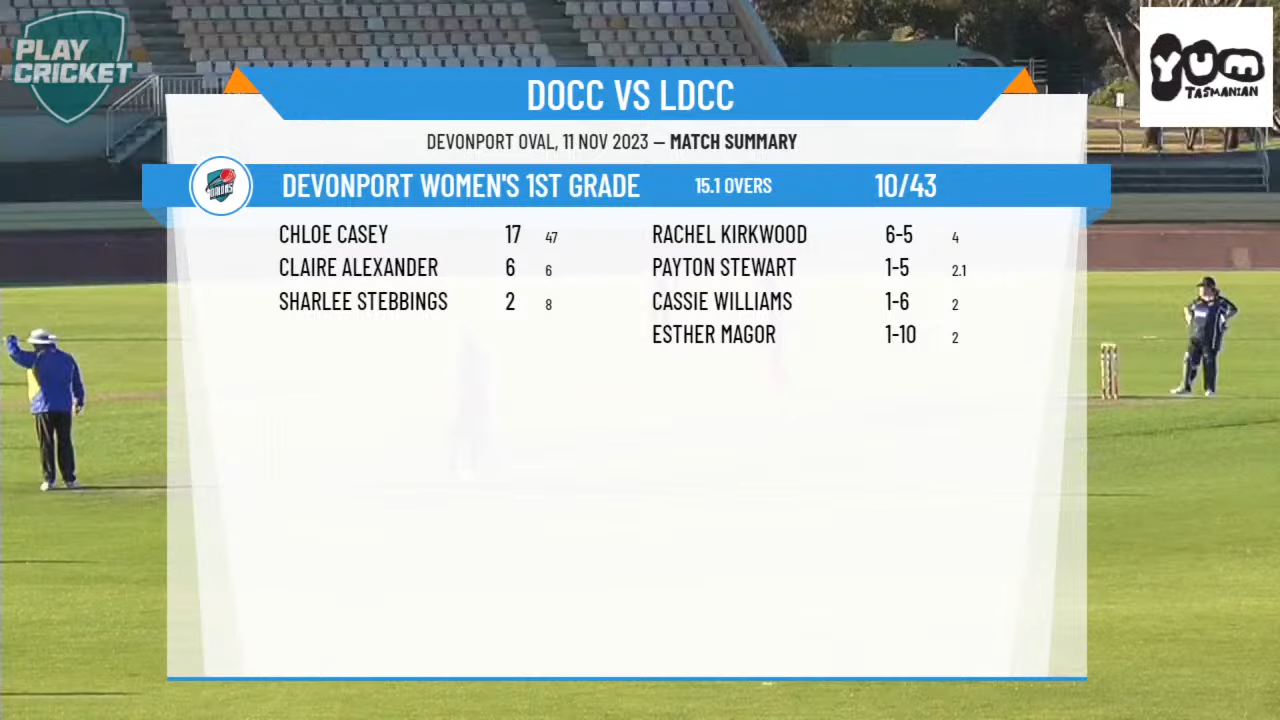 PLAY
CRICKET
YUM
TASMANIAN
DOCC VS LDCC
DEVONPORT OVAL, 11 NOV 2023 – MATCH SUMMARY
DEVONPORT WOMEN'S 1ST GRADE 15.1 OVERS 10/43
CHLOE CASEY 17 47 RACHEL KIRKWOOD 6-5 4
CLAIRE ALEXANDER 6 6 PAYTON STEWART 1-5 2.1
SHARLEE STEBBINGS 2 8 CASSIE WILLIAMS 1-6 2
ESTHER MAGOR 1-10 2